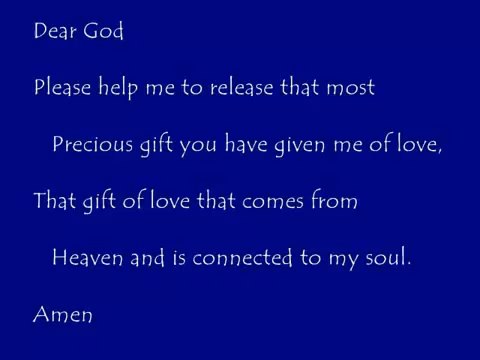 Dear God
Please help me to release that most
Precious gift you have given me of love,
That gift of love that comes from
Heaven and is connected to my soul.
Amen